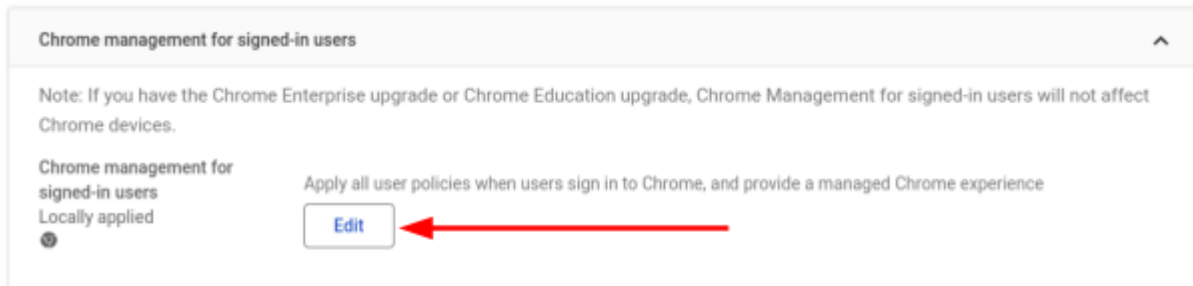 Chrome management for signed-in users
Note: If you have the Chrome Enterprise upgrade or Chrome Education upgrade, Chrome Management for signed-in users will not affect
Chrome devices.
Chrome management for
signed-in users
Apply all user policies when users sign in to Chrome, and provide a managed Chrome experience
Locally applied
Edit